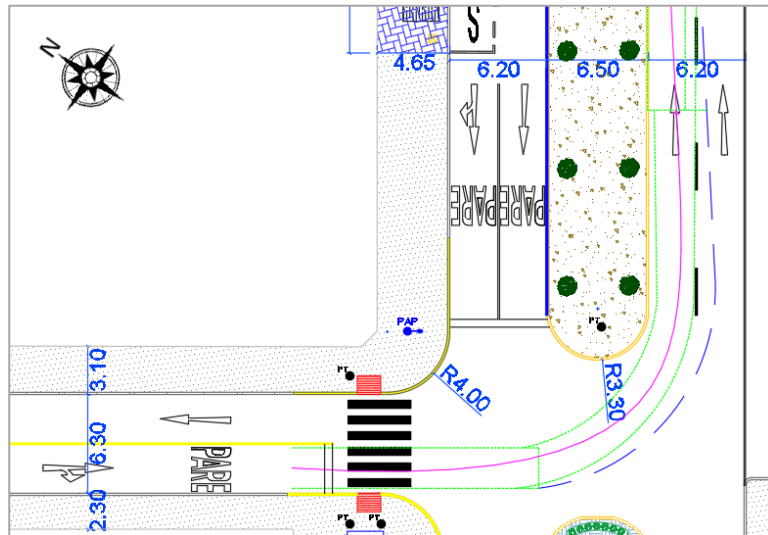 N
S
4.65
6.20
6.50
6.20
PARE
PARE
PAP
PT
PT
R4.00
R3.30
3.10
6.30
2.30
PARE
PT
PT